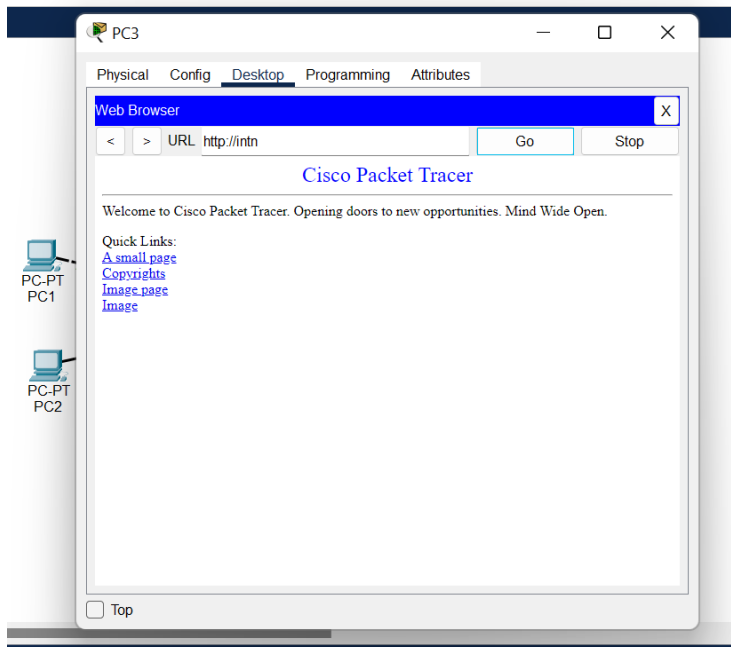 PC3
Physical Config Desktop Programming Attributes
Web Browser X
< > URL http://intn Go Stop
Cisco Packet Tracer
Welcome to Cisco Packet Tracer. Opening doors to new opportunities. Mind Wide Open.
Quick Links:
A small page
Copyrights
Image page
Image
PC-PT
PC1
PC-PT
PC2
Top